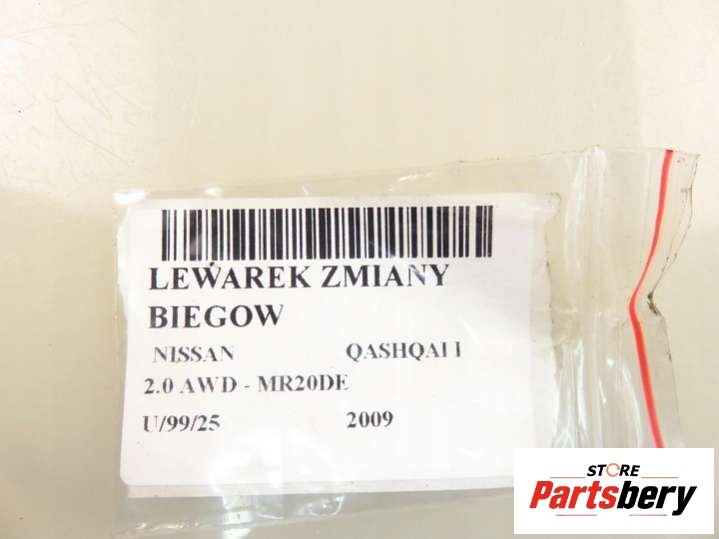 LEWAREK ZMIANY
BIEGOW
NISSAN QASHQAI I
2.0 AWD - MR20DE
U/99/25 2009
STORE
Partsbery